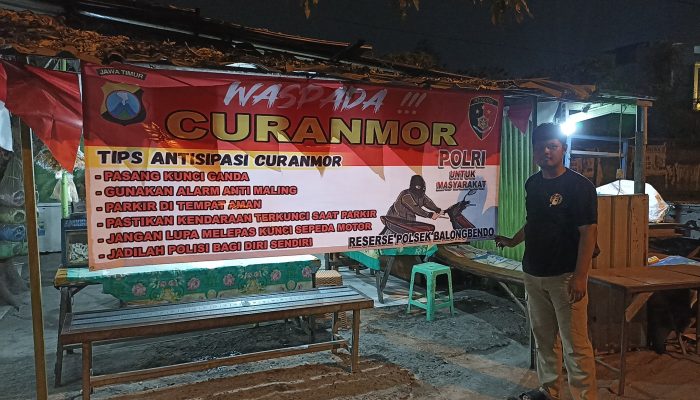 JAWA TIMUR
WASPADA !!!
CURANMOR
TIPS ANTISIPASI CURANMOR
- PASANG KUNCI GANDA
- GUNAKAN ALARM ANTI MALING
- PARKIR DI TEMPAT AMAN
- PASTIKAN KENDARAAN TERKUNCI SAAT PARKIR
- JANGAN LUPA MELEPAS KUNCI SEPEDA MOTOR
- JADILAH POLISI BAGI DIRI SENDIRI
POLRI
UNTUK
MASYARAKAT
RESERSE POLSEK BALONGBENDO